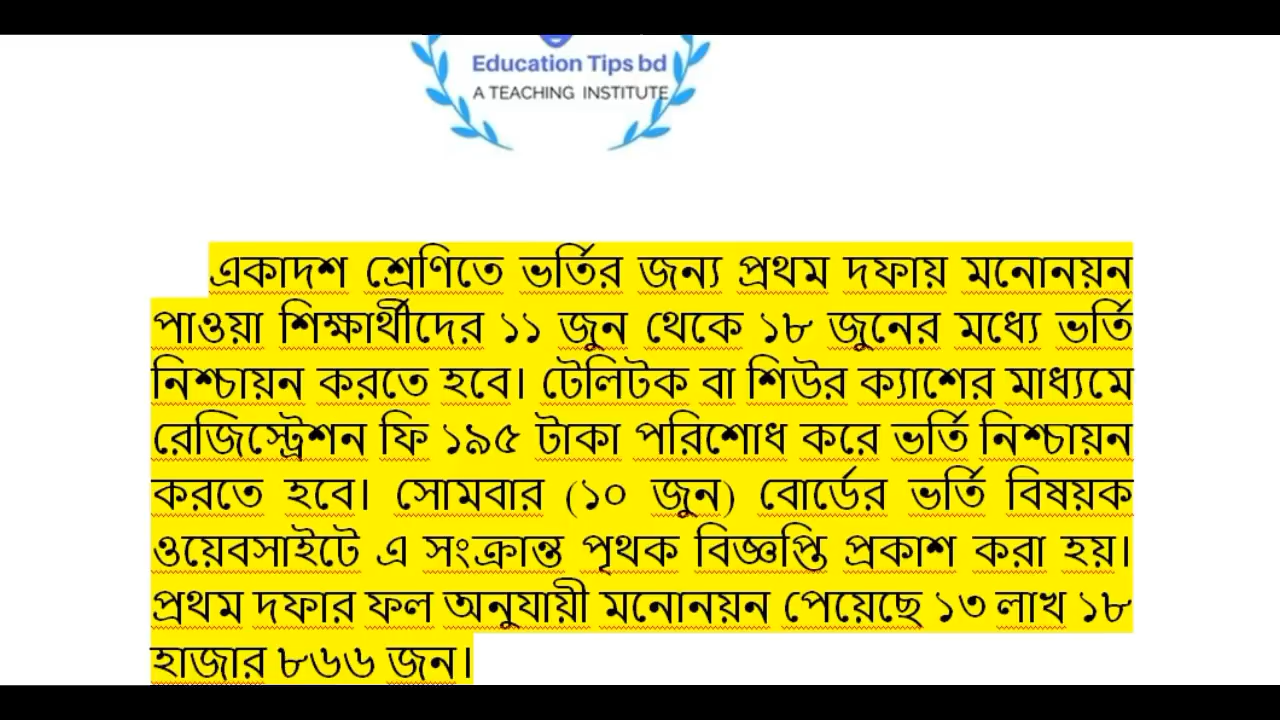 Education Tips bd
A TEACHING INSTITUTE
একাদশ শ্রেণিতে ভর্তির জন্য প্রথম দফায় মনোনয়ন
পাওয়া শিক্ষার্থীদের ১১ জুন থেকে ১৮ জুনের মধ্যে ভর্তি
নিশ্চায়ন করতে হবে। টেলিটক বা শিউর ক্যাশের মাধ্যমে
রেজিস্ট্রেশন ফি ১৯৫ টাকা পরিশোধ করে ভর্তি নিশ্চায়ন
করতে হবে। সোমবার (১০ জুন) বোর্ডের ভর্তি বিষয়ক
ওয়েবসাইটে এ সংক্রান্ত পৃথক বিজ্ঞপ্তি প্রকাশ করা হয়।
প্রথম দফার ফল অনুযায়ী মনোনয়ন পেয়েছে ১৩ লাখ ১৮
হাজার ৮৬৬ জন।